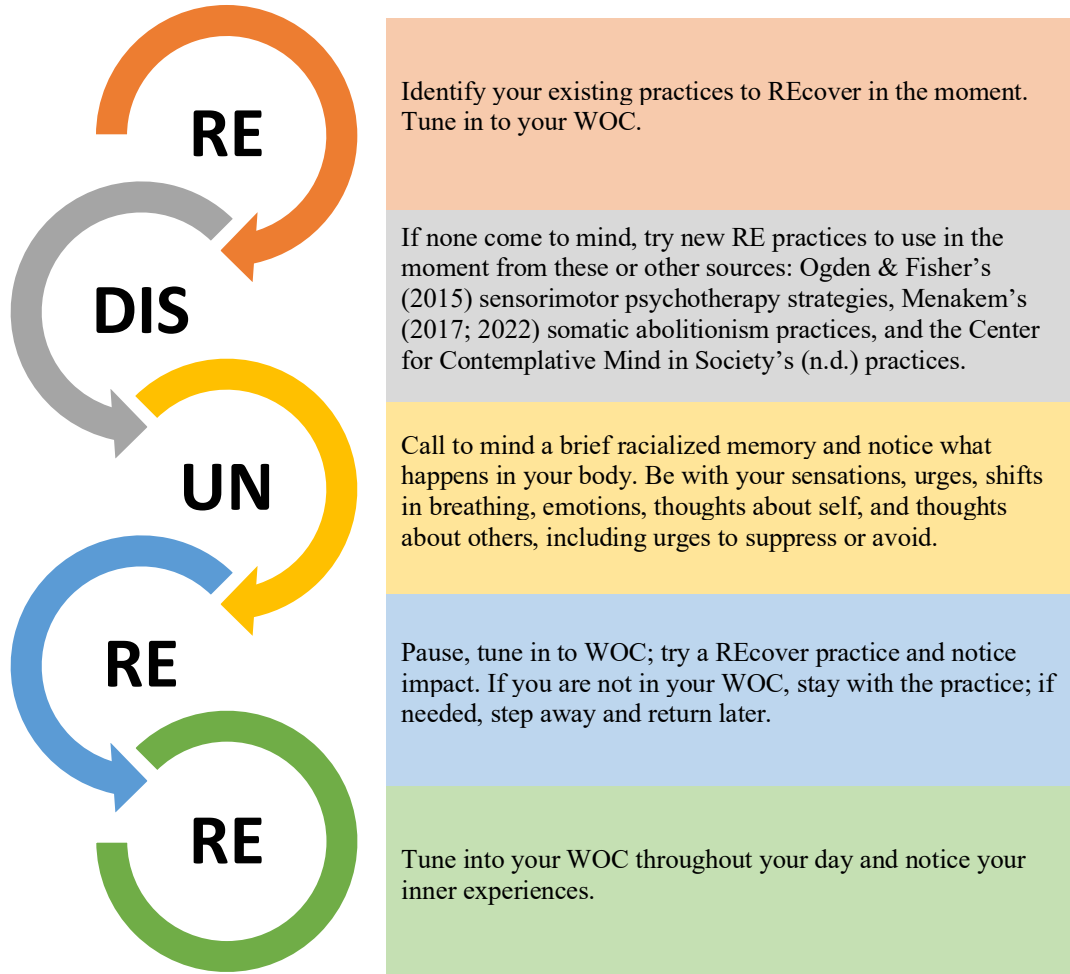 RE
Identify your existing practices to REcover in the moment.
Tune in to your WOC.
DIS
If none come to mind, try new RE practices to use in the
moment from these or other sources: Ogden & Fisher’s
(2015) sensorimotor psychotherapy strategies, Menakem’s
(2017; 2022) somatic abolitionism practices, and the Center
for Contemplative Mind in Society’s (n.d.) practices.
UN
Call to mind a brief racialized memory and notice what
happens in your body. Be with your sensations, urges, shifts
in breathing, emotions, thoughts about self, and thoughts
about others, including urges to suppress or avoid.
RE
Pause, tune in to WOC; try a REcover practice and notice
impact. If you are not in your WOC, stay with the practice; if
needed, step away and return later.
RE
Tune into your WOC throughout your day and notice your
inner experiences.